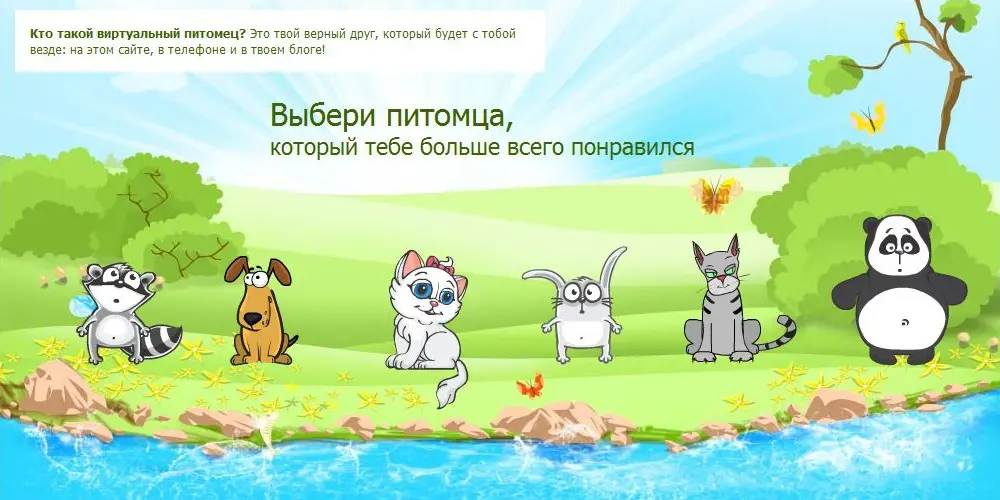 Кто такой виртуальный питомец? Это твой верный друг, который будет с тобой
везде: на этом сайте, в телефоне и в твоем блоге!
Выбери питомца,
который тебе больше всего понравился